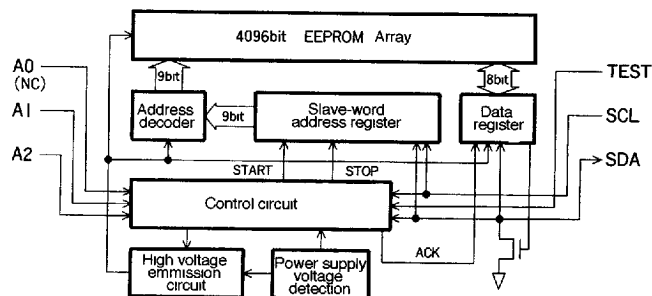 4096bit EEPROM Array
A0
(NC)
A1
A2
9bit
8bit
TEST
SCL
SDA
Address
decoder
9bit
Slave-word
address register
Data
register
START
STOP
Control circuit
ACK
High voltage
emmission
circuit
Power supply
voltage
detection